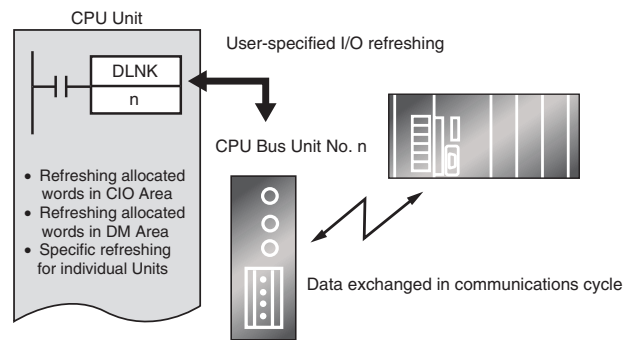 CPU Unit
User-specified I/O refreshing
DLNK
n
CPU Bus Unit No. n
• Refreshing allocated
words in CIO Area
• Refreshing allocated
words in DM Area
• Specific refreshing
for individual Units
Data exchanged in communications cycle